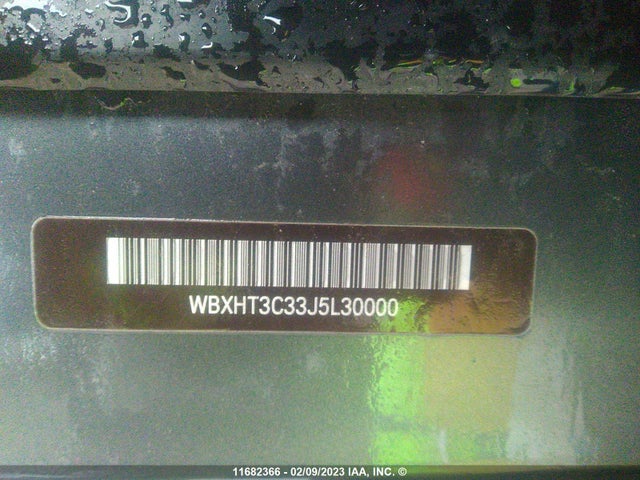 WBXHT3C33J5L30000
11682366 - 02/09/2023 IAA, INC. ©